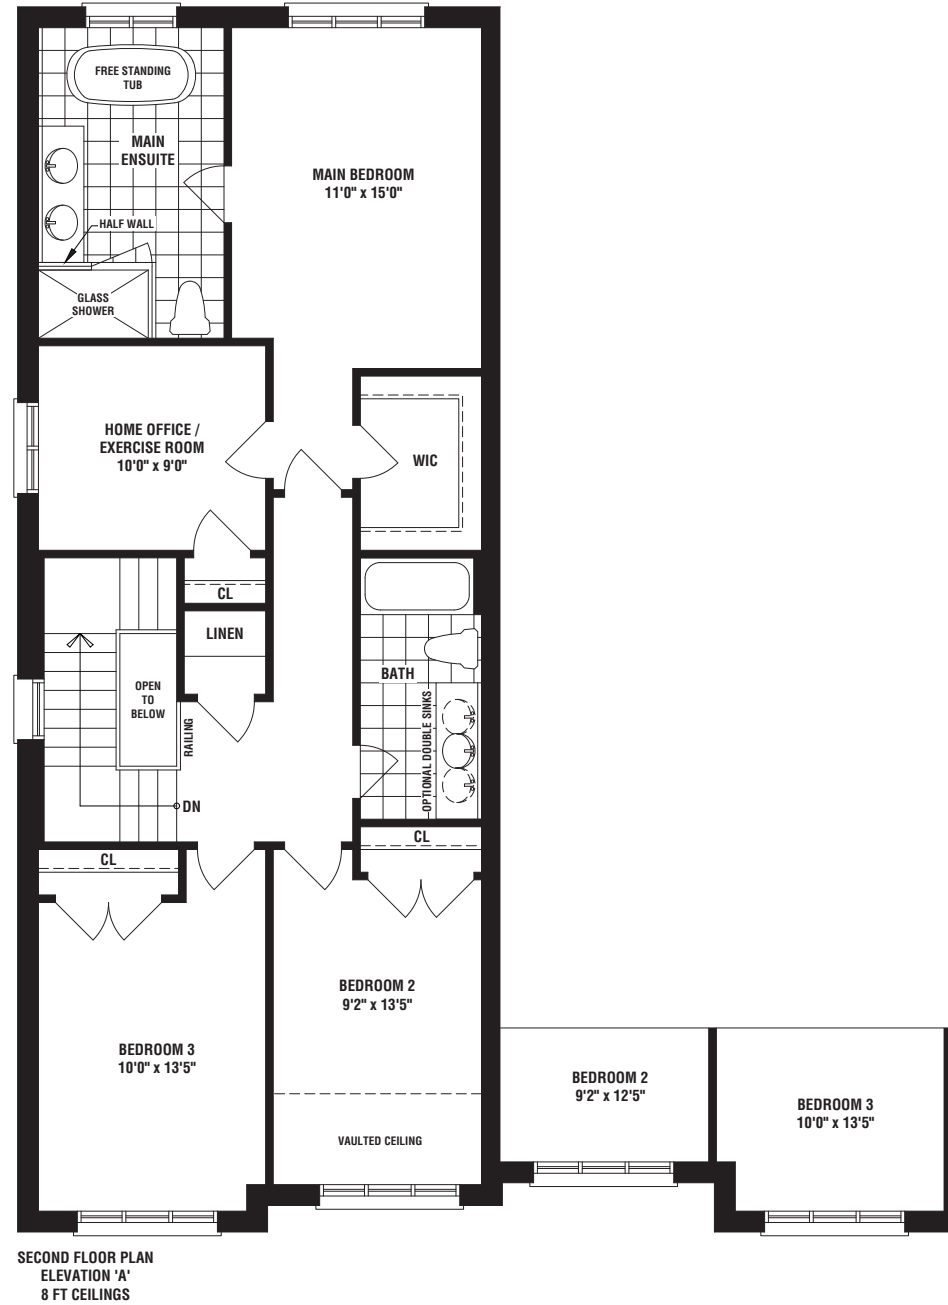 FREE STANDING
TUB
MAIN
ENSUITE
MAIN BEDROOM
11'0" x 15'0"
HALF WALL
GLASS
SHOWER
HOME OFFICE /
EXERCISE ROOM
10'0" x 9'0"
WIC
CL
LINEN
BATH
OPEN
TO
BELOW
RAILING
OPTIONAL DOUBLE SINKS
DN
CL
CL
BEDROOM 2
9'2" x 13'5"
BEDROOM 3
10'0" x 13'5"
VAULTED CEILING
BEDROOM 2
9'2" x 12'5"
BEDROOM 3
10'0" x 13'5"
SECOND FLOOR PLAN
ELEVATION 'A'
8 FT CEILINGS